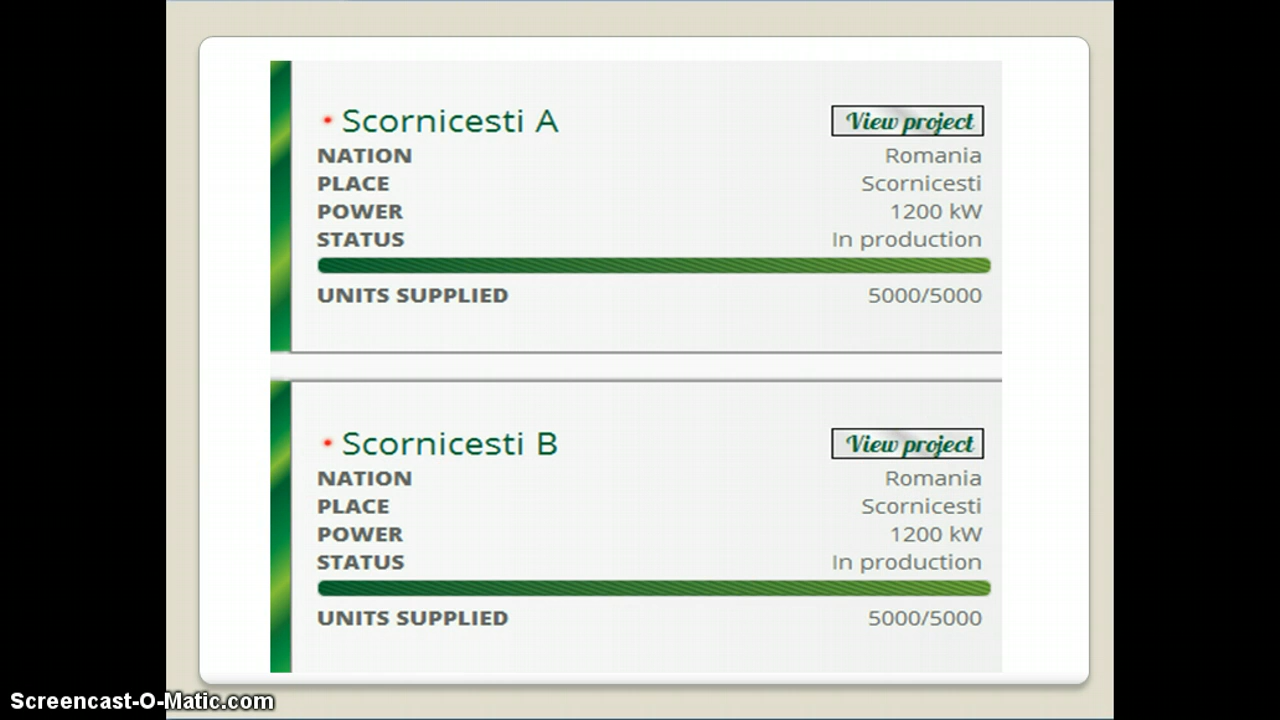 Scornicesti A View project
NATION Romania
PLACE Scornicesti
POWER 1200 kW
STATUS In production
UNITS SUPPLIED 5000/5000
Scornicesti B View project
NATION Romania
PLACE Scornicesti
POWER 1200 kW
STATUS In production
UNITS SUPPLIED 5000/5000
Screencast-O-Matic.com